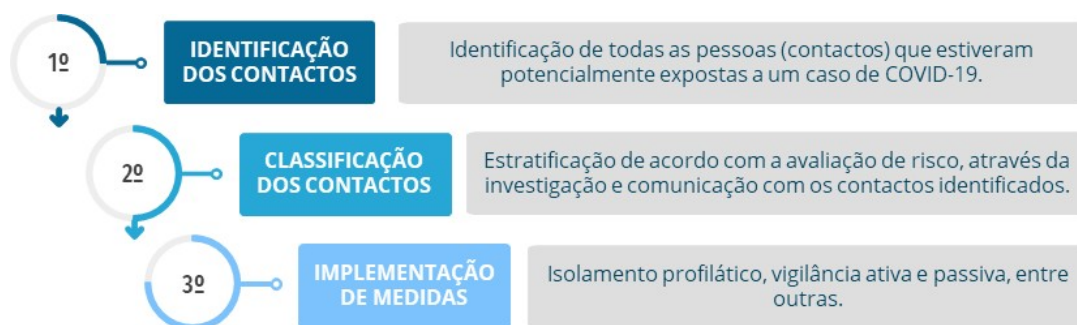 1º
IDENTIFICAÇÃO
DOS CONTACTOS
Identificação de todas as pessoas (contactos) que estiveram
potencialmente expostas a um caso de COVID-19.
2º
CLASSIFICAÇÃO
DOS CONTACTOS
Estratificação de acordo com a avaliação de risco, através da
investigação e comunicação com os contactos identificados.
3º
IMPLEMENTAÇÃO
DE MEDIDAS
Isolamento profilático, vigilância ativa e passiva, entre
outras.